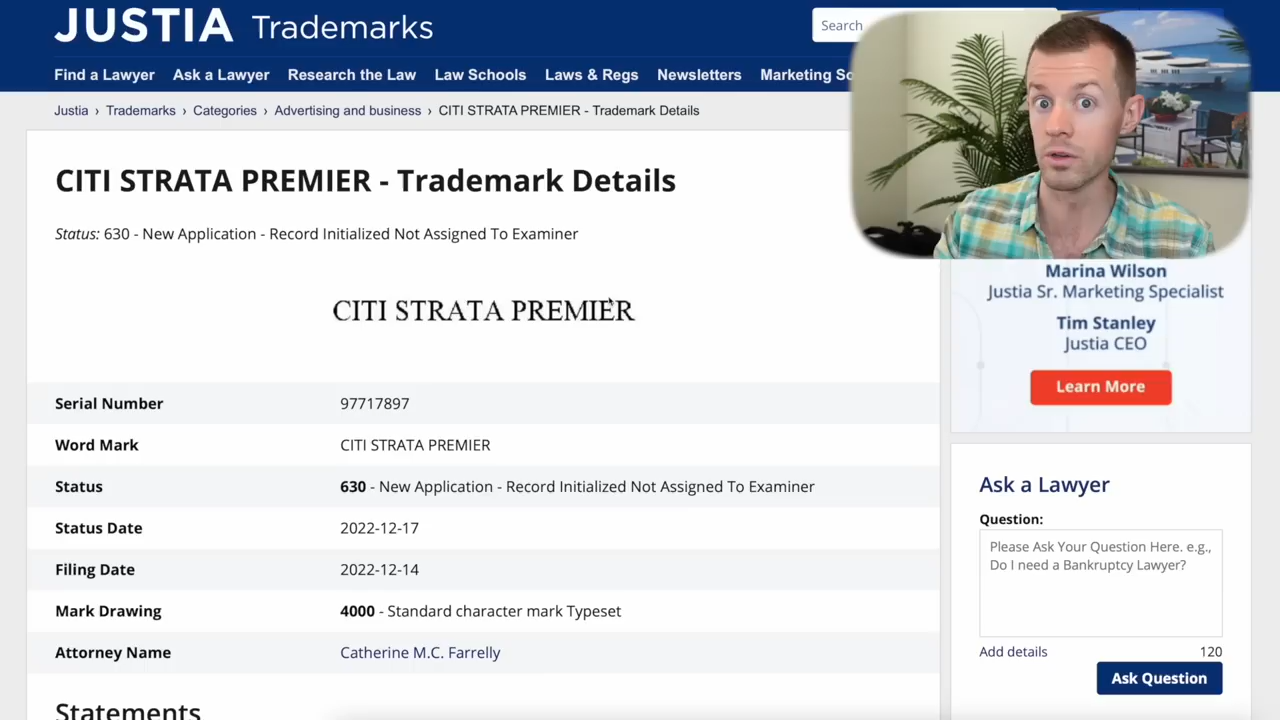 JUSTIA Trademarks
Search
Find a Lawyer Ask a Lawyer Research the Law Law Schools Laws & Regs Newsletters Marketing
Justia › Trademarks › Categories › Advertising and business › CITI STRATA PREMIER - Trademark Details
CITI STRATA PREMIER - Trademark Details
Status: 630 - New Application - Record Initialized Not Assigned To Examiner
CITI STRATA PREMIER
Serial Number 97717897
Word Mark CITI STRATA PREMIER
Status 630 - New Application - Record Initialized Not Assigned To Examiner
Status Date 2022-12-17
Filing Date 2022-12-14
Mark Drawing 4000 - Standard character mark Typeset
Attorney Name Catherine M.C. Farrelly
Statements
Marina Wilson
Justia Sr. Marketing Specialist
Tim Stanley
Justia CEO
Learn More
Ask a Lawyer
Question:
Please Ask Your Question Here. e.g.,
Do I need a Bankruptcy Lawyer?
Add details 120
Ask Question